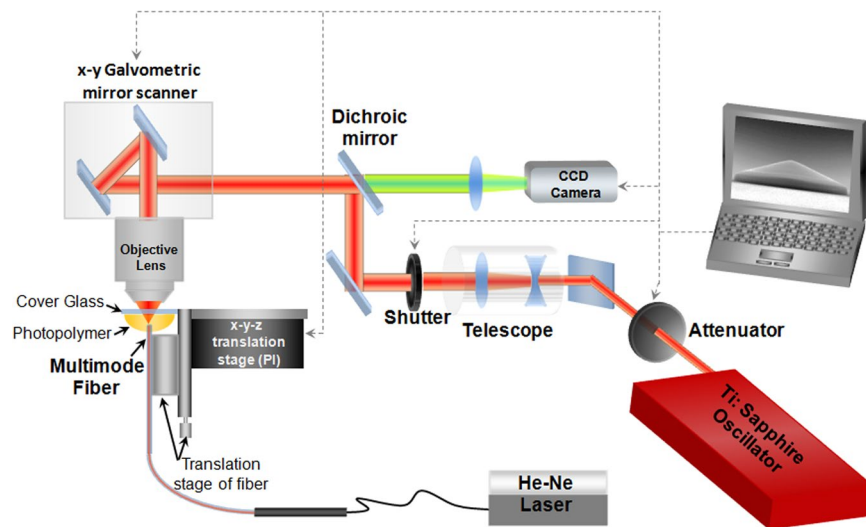 x-y Galvometric
mirror scanner
Dichroic
mirror
CCD
Camera
Objective
Lens
Cover Glass
Photopolymer
Multimode
Fiber
x-y-z
translation
stage (PI)
Shutter
Telescope
Attenuator
Ti: Sapphire
Oscillator
Translation
stage of fiber
He-Ne
Laser